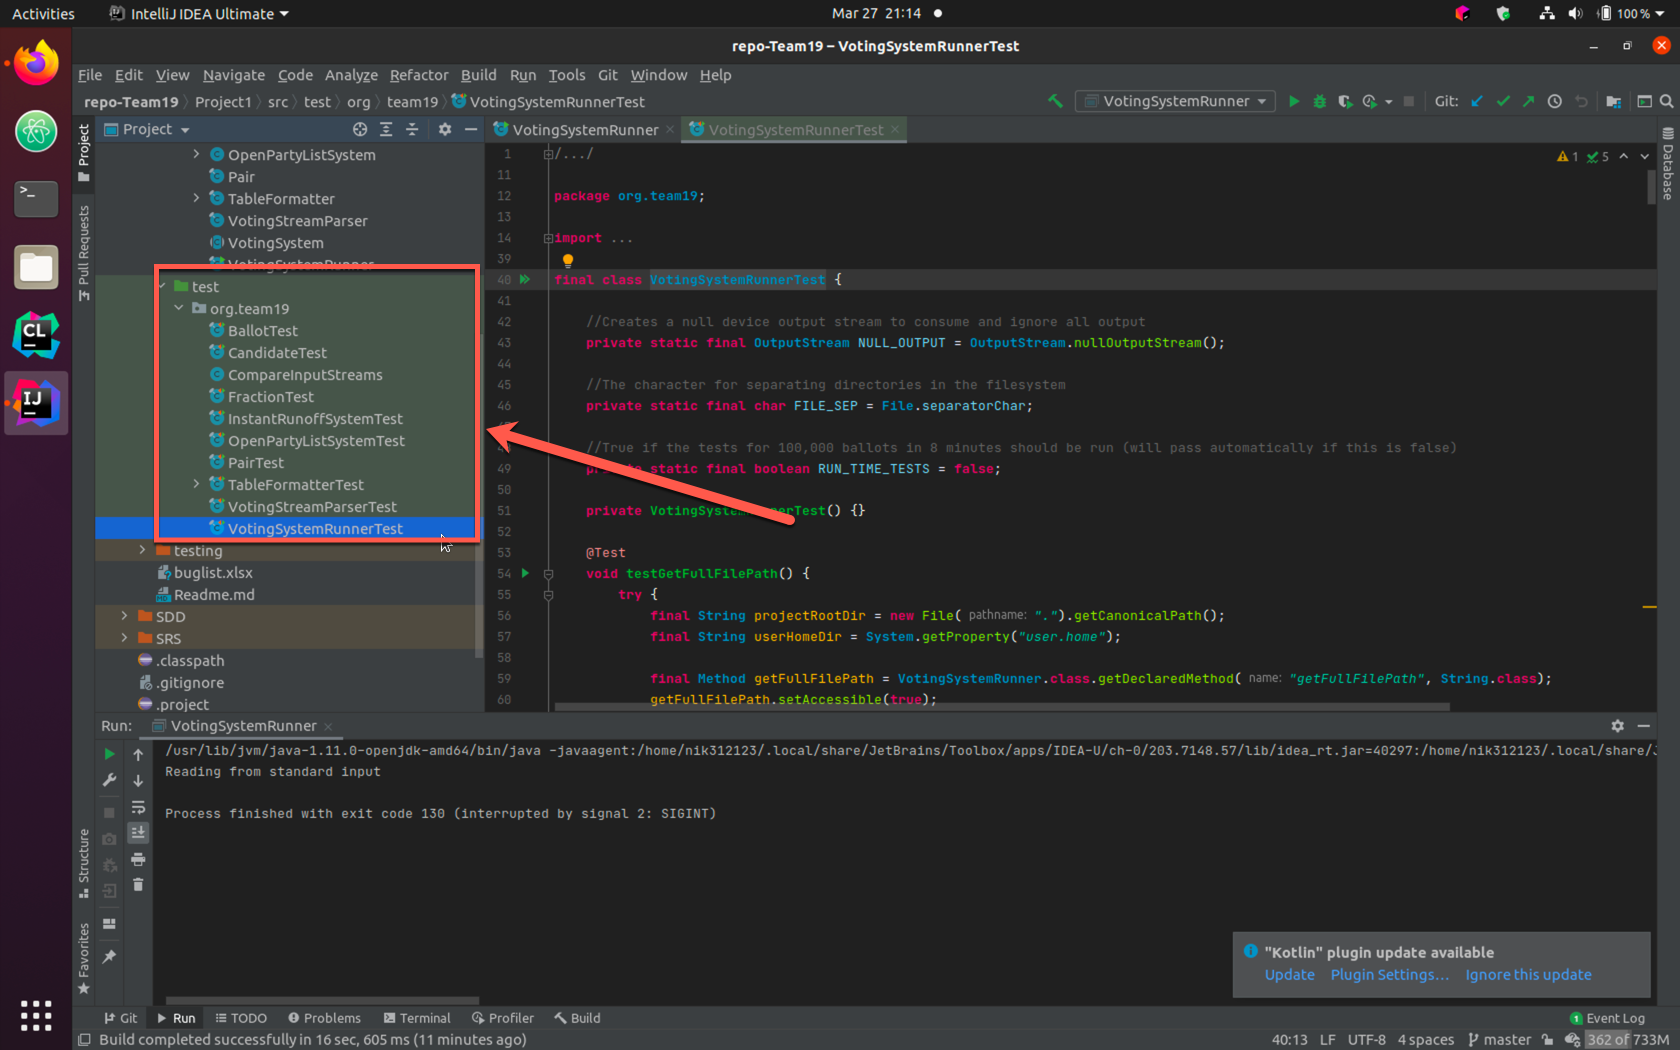 Activities IntelliJ IDEA Ultimate Mar 27 21:14 100 %
repo-Team19 – VotingSystemRunnerTest
File Edit View Navigate Code Analyze Refactor Build Run Tools Git Window Help
repo-Team19 Project1 src test org team19 VotingSystemRunnerTest VotingSystemRunner Git:
Project
Project
Pull Requests
OpenPartyListSystem
Pair
TableFormatter
VotingStreamParser
VotingSystem
VotingSystemRunner
test
org.team19
BallotTest
CandidateTest
CompareInputStreams
FractionTest
InstantRunoffSystemTest
OpenPartyListSystemTest
PairTest
TableFormatterTest
VotingStreamParserTest
VotingSystemRunnerTest
testing
buglist.xlsx
Readme.md
SDD
SRS
.classpath
.gitignore
.project
VotingSystemRunner VotingSystemRunnerTest
1 5
Database
1 /.../
11
12 package org.team19;
13
14 import ...
39
40 final class VotingSystemRunnerTest {
41
42 //Creates a null device output stream to consume and ignore all output
43 private static final OutputStream NULL_OUTPUT = OutputStream.nullOutputStream();
44
45 //The character for separating directories in the filesystem
46 private static final char FILE_SEP = File.separatorChar;
//True if the tests for 100,000 ballots in 8 minutes should be run (will pass automatically if this is false)
49 private static final boolean RUN_TIME_TESTS = false;
50
51 private VotingSystemRunnerTest() {}
52
53 @Test
54 void testGetFullFilePath() {
55 try {
56 final String projectRootDir = new File( pathname: ".").getCanonicalPath();
57 final String userHomeDir = System.getProperty("user.home");
58
59 final Method getFullFilePath = VotingSystemRunner.class.getDeclaredMethod( name: "getFullFilePath", String.class);
60 getFullFilePath.setAccessible(true);
Run: VotingSystemRunner
/usr/lib/jvm/java-1.11.0-openjdk-amd64/bin/java -javaagent:/home/nik312123/.local/share/JetBrains/Toolbox/apps/IDEA-U/ch-0/203.7148.57/lib/idea_rt.jar=40297:/home/nik312123/.local/share/J
Reading from standard input
Process finished with exit code 130 (interrupted by signal 2: SIGINT)
Structure
Favorites
"Kotlin" plugin update available
Update Plugin Settings... Ignore this update
Git Run TODO Problems Terminal Profiler Build 1 Event Log
Build completed successfully in 16 sec, 605 ms (11 minutes ago) 40:13 LF UTF-8 4 spaces master 362 of 733M